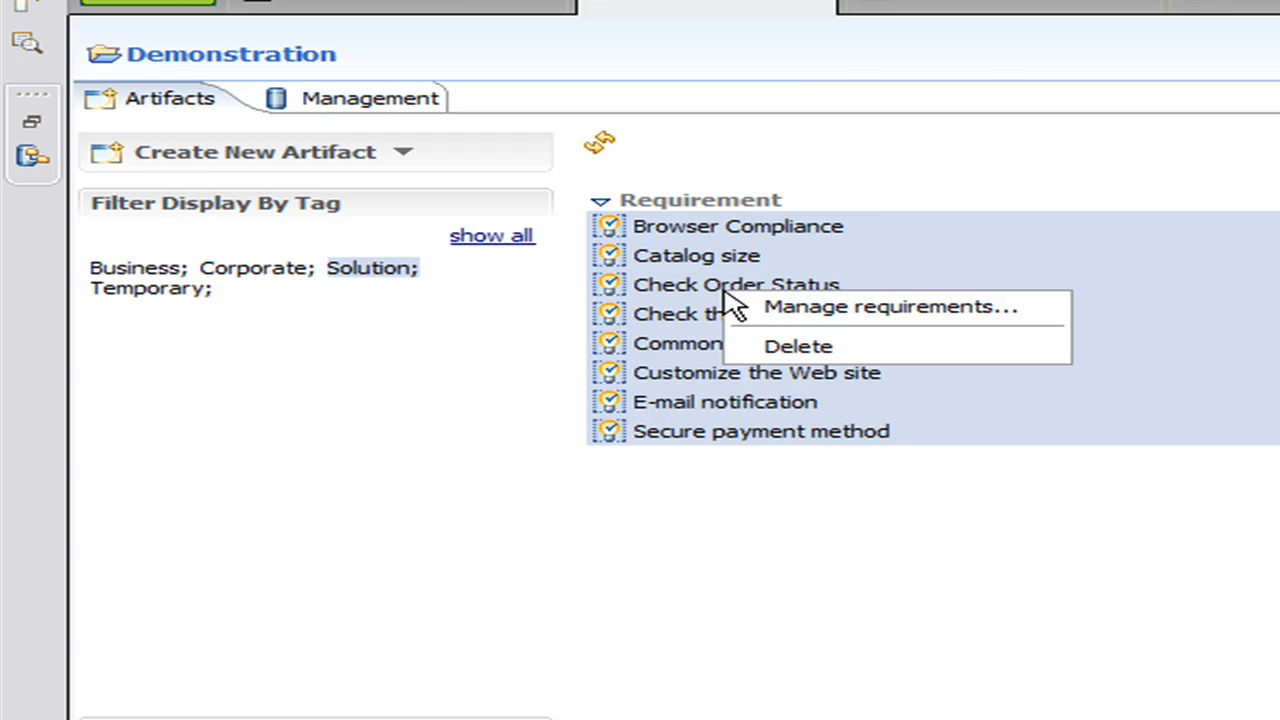 Demonstration
Artifacts
Management
Create New Artifact
Filter Display By Tag
show all
Business; Corporate; Solution;
Temporary;
Requirement
Browser Compliance
Catalog size
Check Order Status
Check
Common
Customize the Web site
E-mail notification
Secure payment method
Manage requirements...
Delete